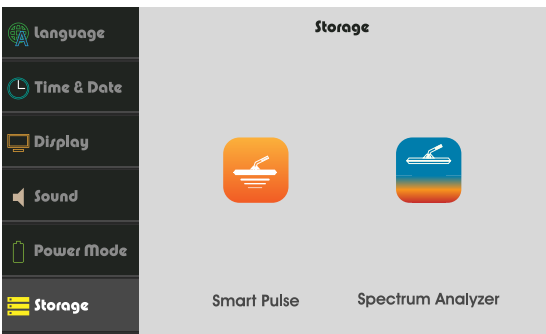 Language
Time & Date
Display
Sound
Power Mode
Storage
Storage
Smart Pulse
Spectrum Analyzer